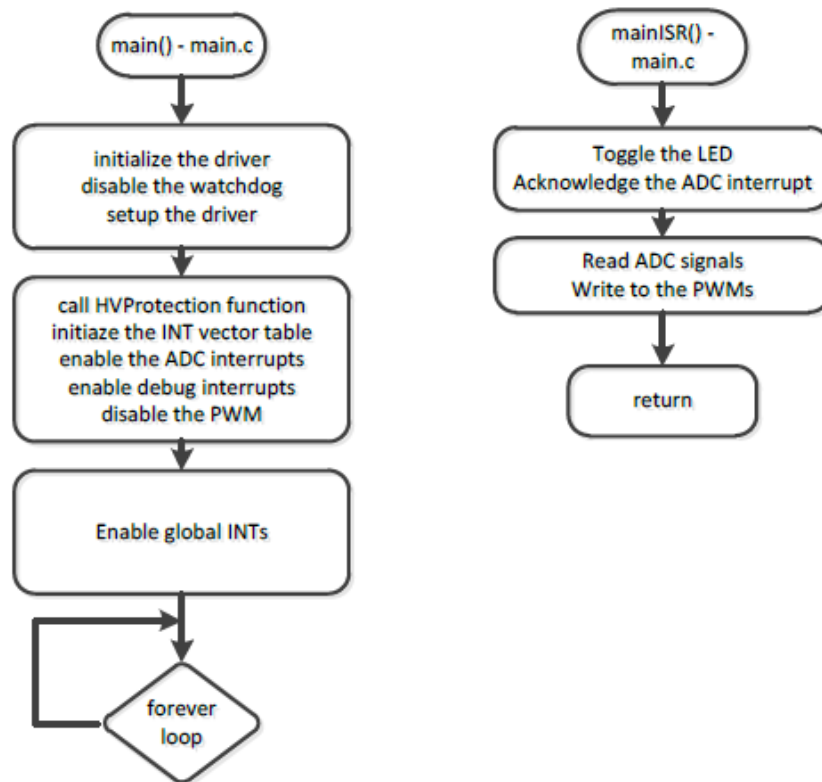 main() - main.c
initialize the driver
disable the watchdog
setup the driver
call HVProtection function
initiaze the INT vector table
enable the ADC interrupts
enable debug interrupts
disable the PWM
Enable global INTs
forever
loop
mainISR() -
main.c
Toggle the LED
Acknowledge the ADC interrupt
Read ADC signals
Write to the PWMs
return